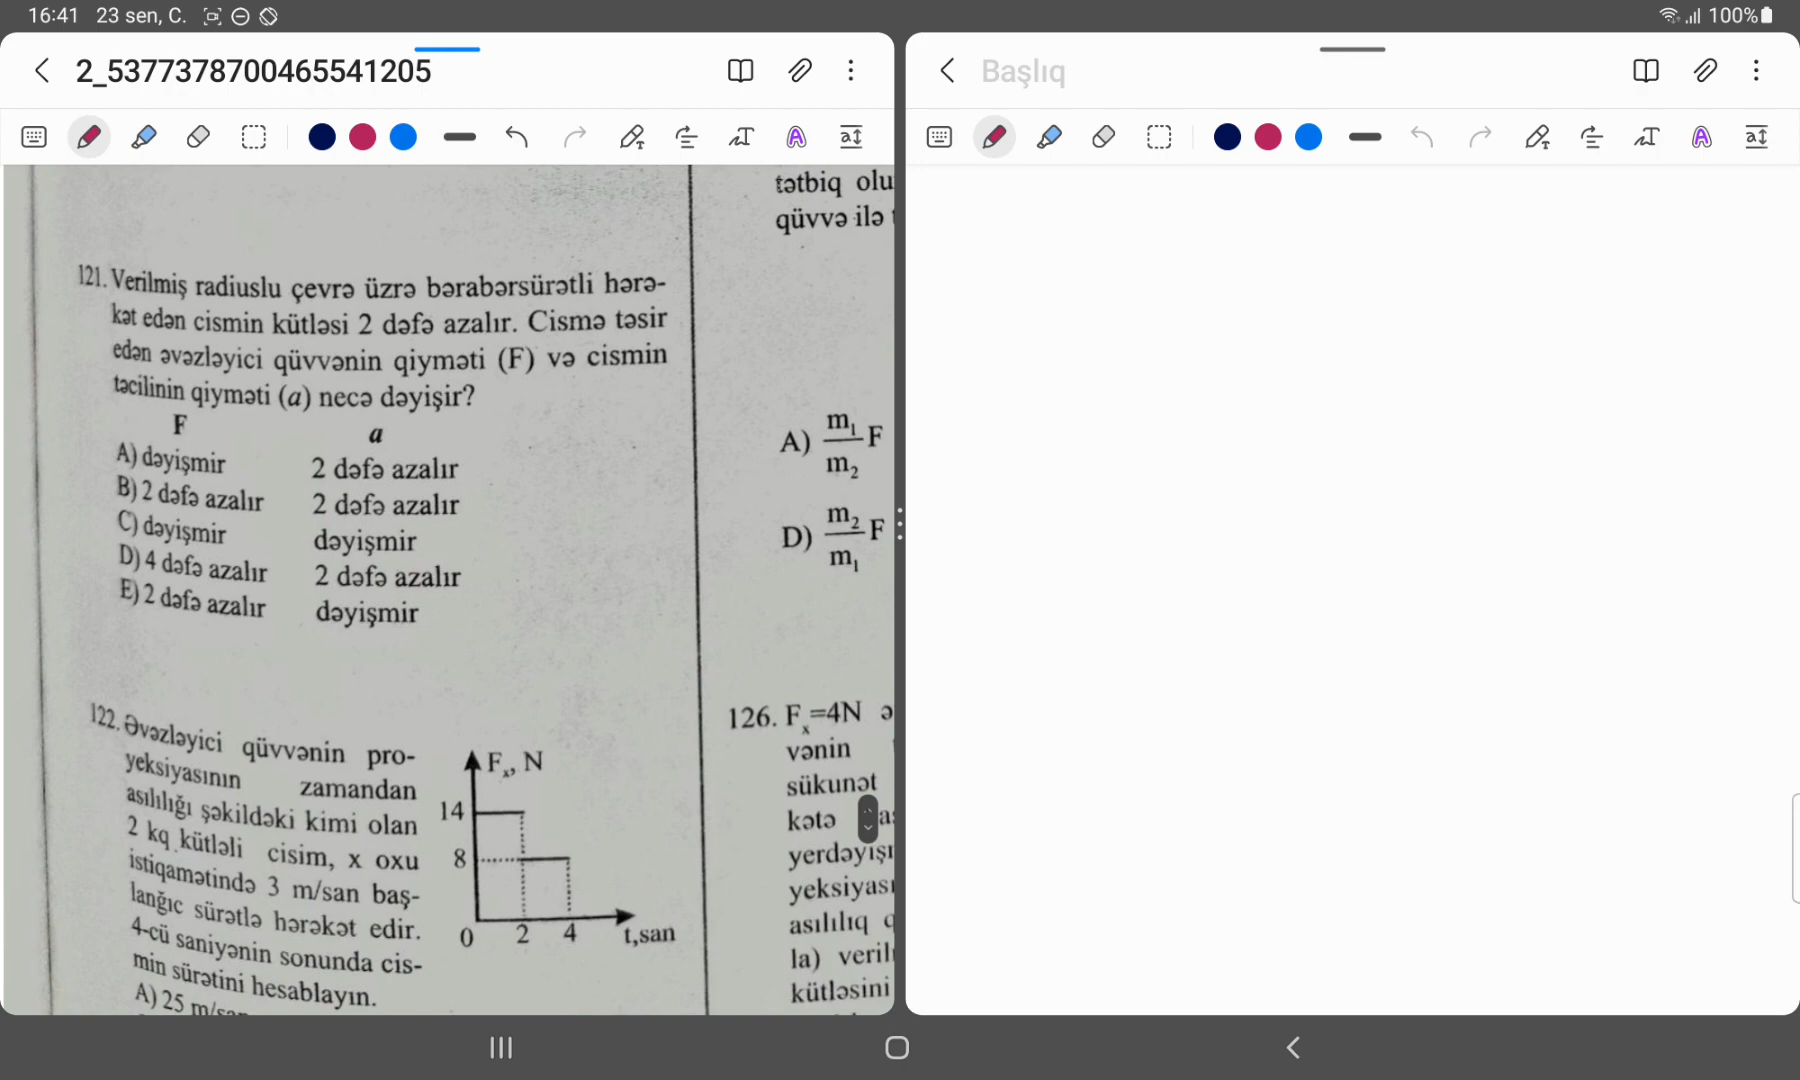 16:41 23 sen, C.
100%
2_5377378700465541205
Başlıq
121. Verilmiş radiuslu çevrə üzrə bərabərsürətli hərə-
kət edən cismin kütləsi 2 dəfə azalır. Cismə təsir
edən əvəzləyici qüvvənin qiyməti (F) və cismin
təcilinin qiyməti (a) necə dəyişir?
F a
A) dəyişmir 2 dəfə azalır
B) 2 dəfə azalır 2 dəfə azalır
C) dəyişmir dəyişmir
D) 4 dəfə azalır 2 dəfə azalır
E) 2 dəfə azalır dəyişmir
122. Əvəzləyici qüvvənin pro-
yeksiyasının zamandan
asılılığı şəkildəki kimi olan
2 kq kütləli cisim, x oxu
istiqamətində 3 m/san baş-
lanğıc sürətlə hərəkət edir.
4-cü saniyənin sonunda cis-
min sürətini hesablayın.
A) 25 m/san
Fx, N
14
8
0 2 4 t,san
tətbiq olu
qüvvə ilə
A) m1/m2 F
D) m2/m1 F
126. Fx=4N ə
vənin
sükunət
kətə
yerdəyişi
yeksiyası
asılılıq
la) veril
kütləsini